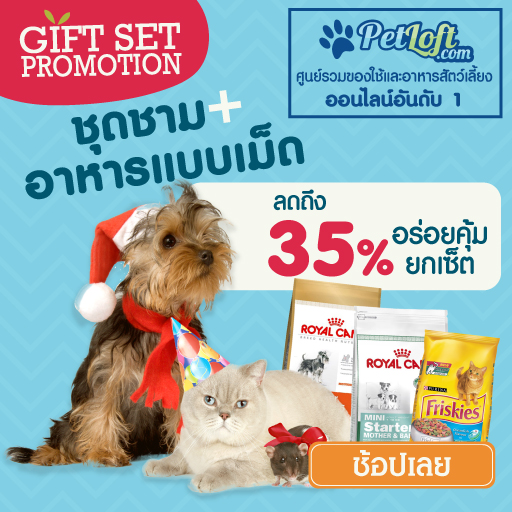 GIFT SET
PROMOTION
PetLoft
.com
ศูนย์รวมของใช้และอาหารสัตว์เลี้ยง
ออนไลน์อันดับ 1
ชุดชาม+
อาหารแบบเม็ด
ลดถึง
35%
อร่อยคุ้ม
ยกเซ็ต
ROYAL CAN
ROYAL CA
MINI
Starte
MOTHER & BA
PURINA
Friskies
ช้อปเลย